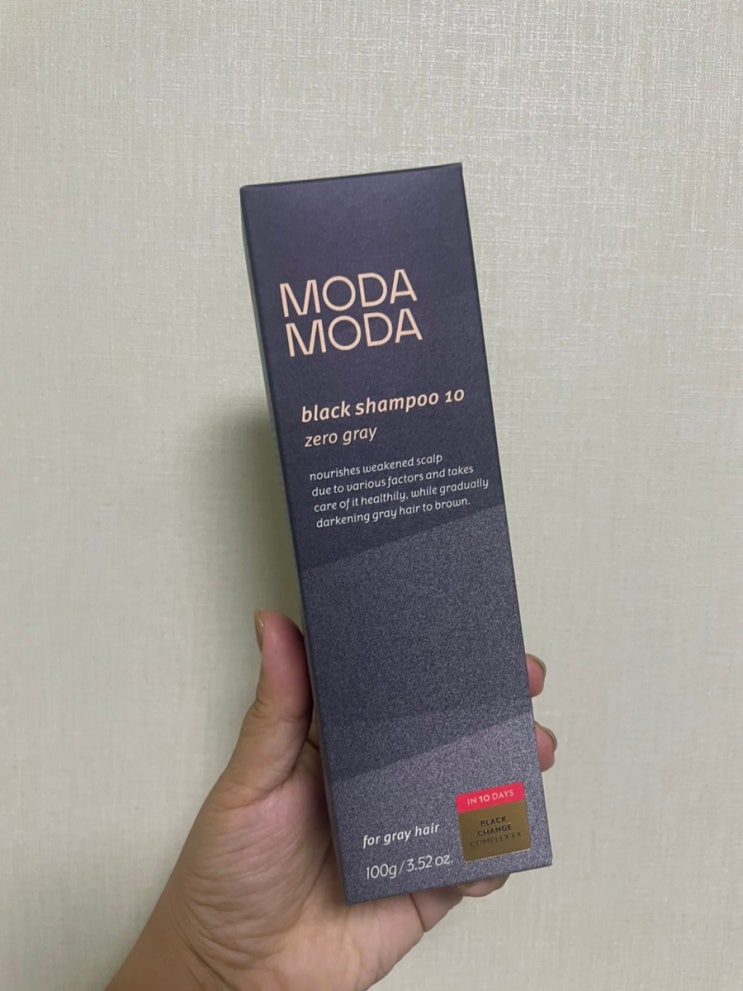 MODA
MODA
black shampoo 10
zero gray
nourishes weakened scalp
due to various factors and takes
care of it healthily, while gradually
darkening gray hair to brown.
IN 10 DAYS
BLACK
CHANGE
COMPLEX EX
for gray hair
100g / 3.52 oz.